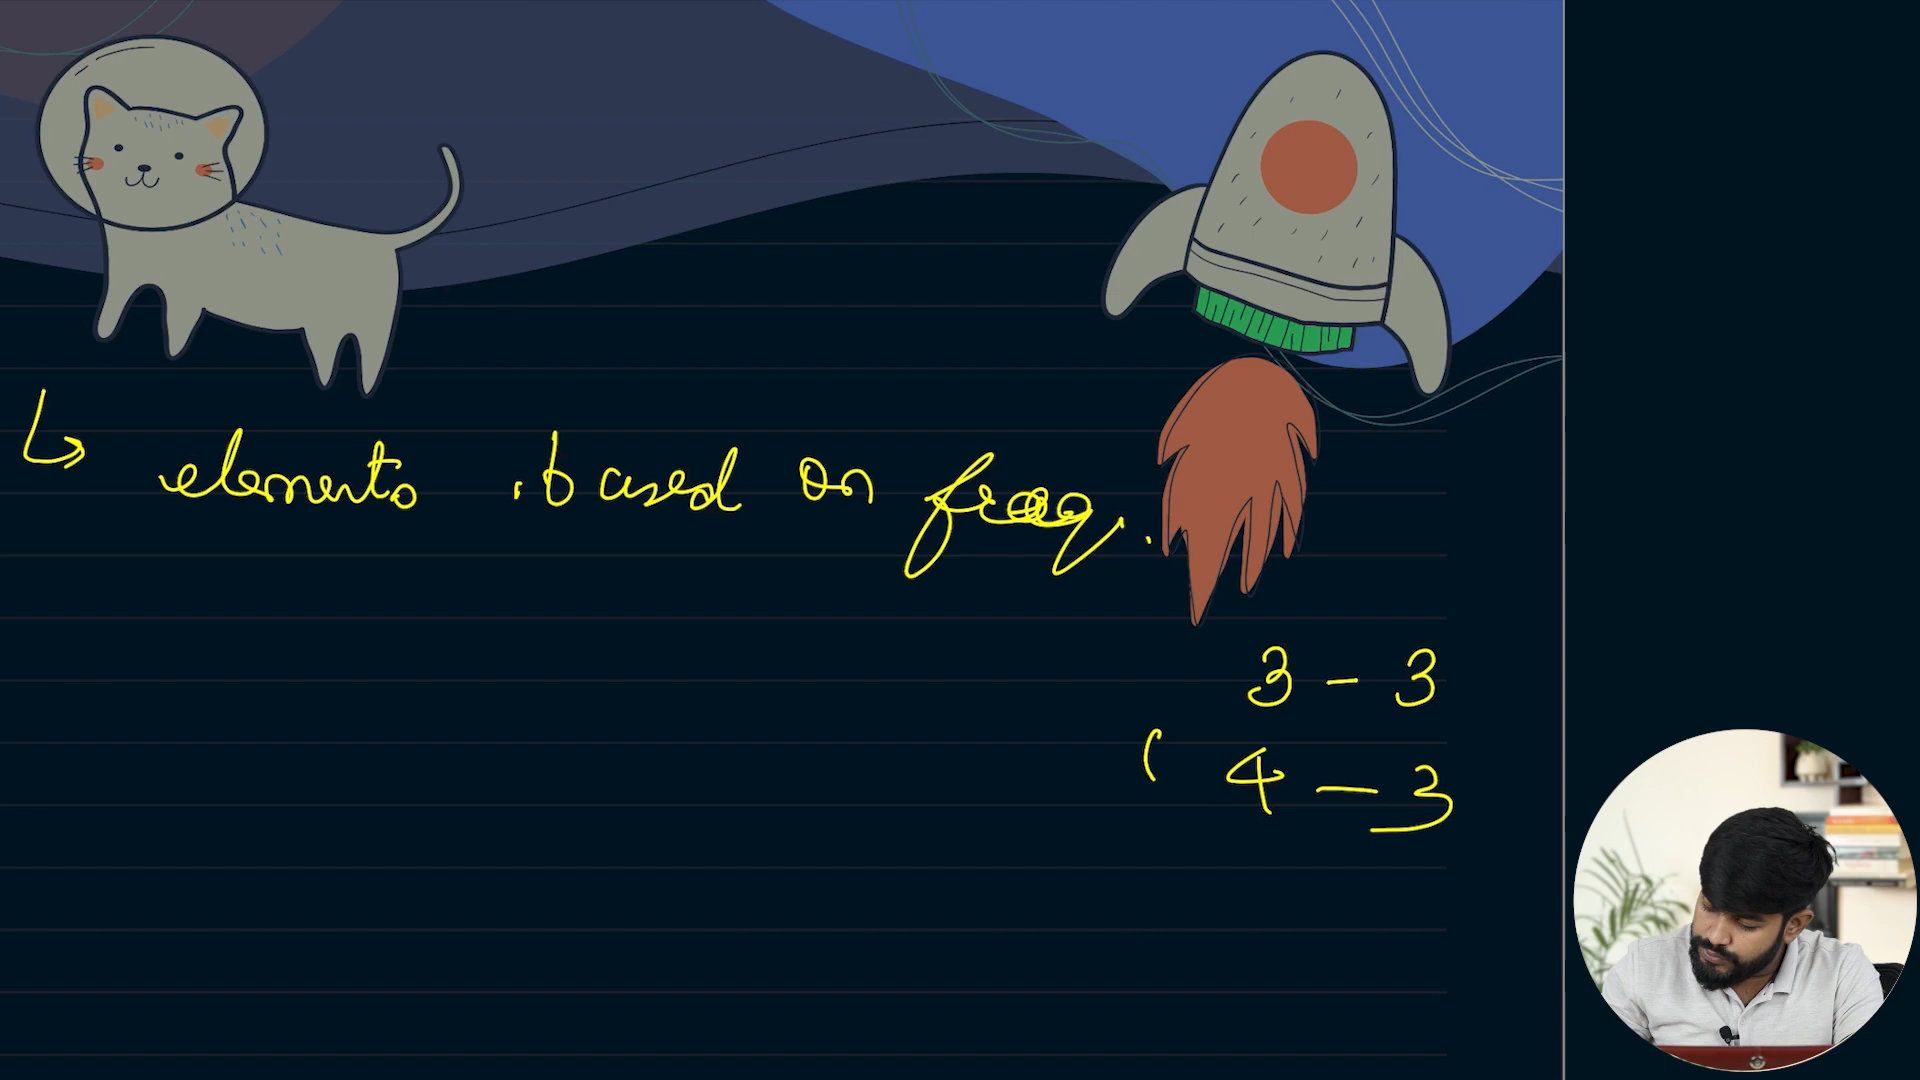 ↳ elements based on freq.
3 - 3
( 4 - 3